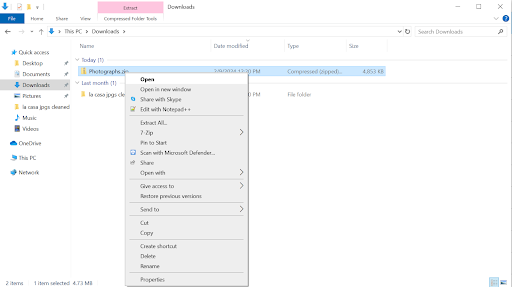 Extract
Downloads
File
Home
Share
View
Compressed Folder Tools
This PC > Downloads >
Search Downloads
Name
Date modified
Type
Size
Quick access
Desktop
Documents
Downloads
Pictures
la casa jpgs cleaned
Music
Videos
OneDrive
This PC
Network
Today (1)
Photographs.zip
Compressed (zipped)...
4,853 KB
Last month (1)
la casa jpgs cleaned
File folder
Open
Open in new window
Share with Skype
Edit with Notepad++
Extract All...
7-Zip
Pin to Start
Scan with Microsoft Defender...
Share
Open with
Give access to
Restore previous versions
Send to
Cut
Copy
Create shortcut
Delete
Rename
Properties
2 items
1 item selected 4.73 MB